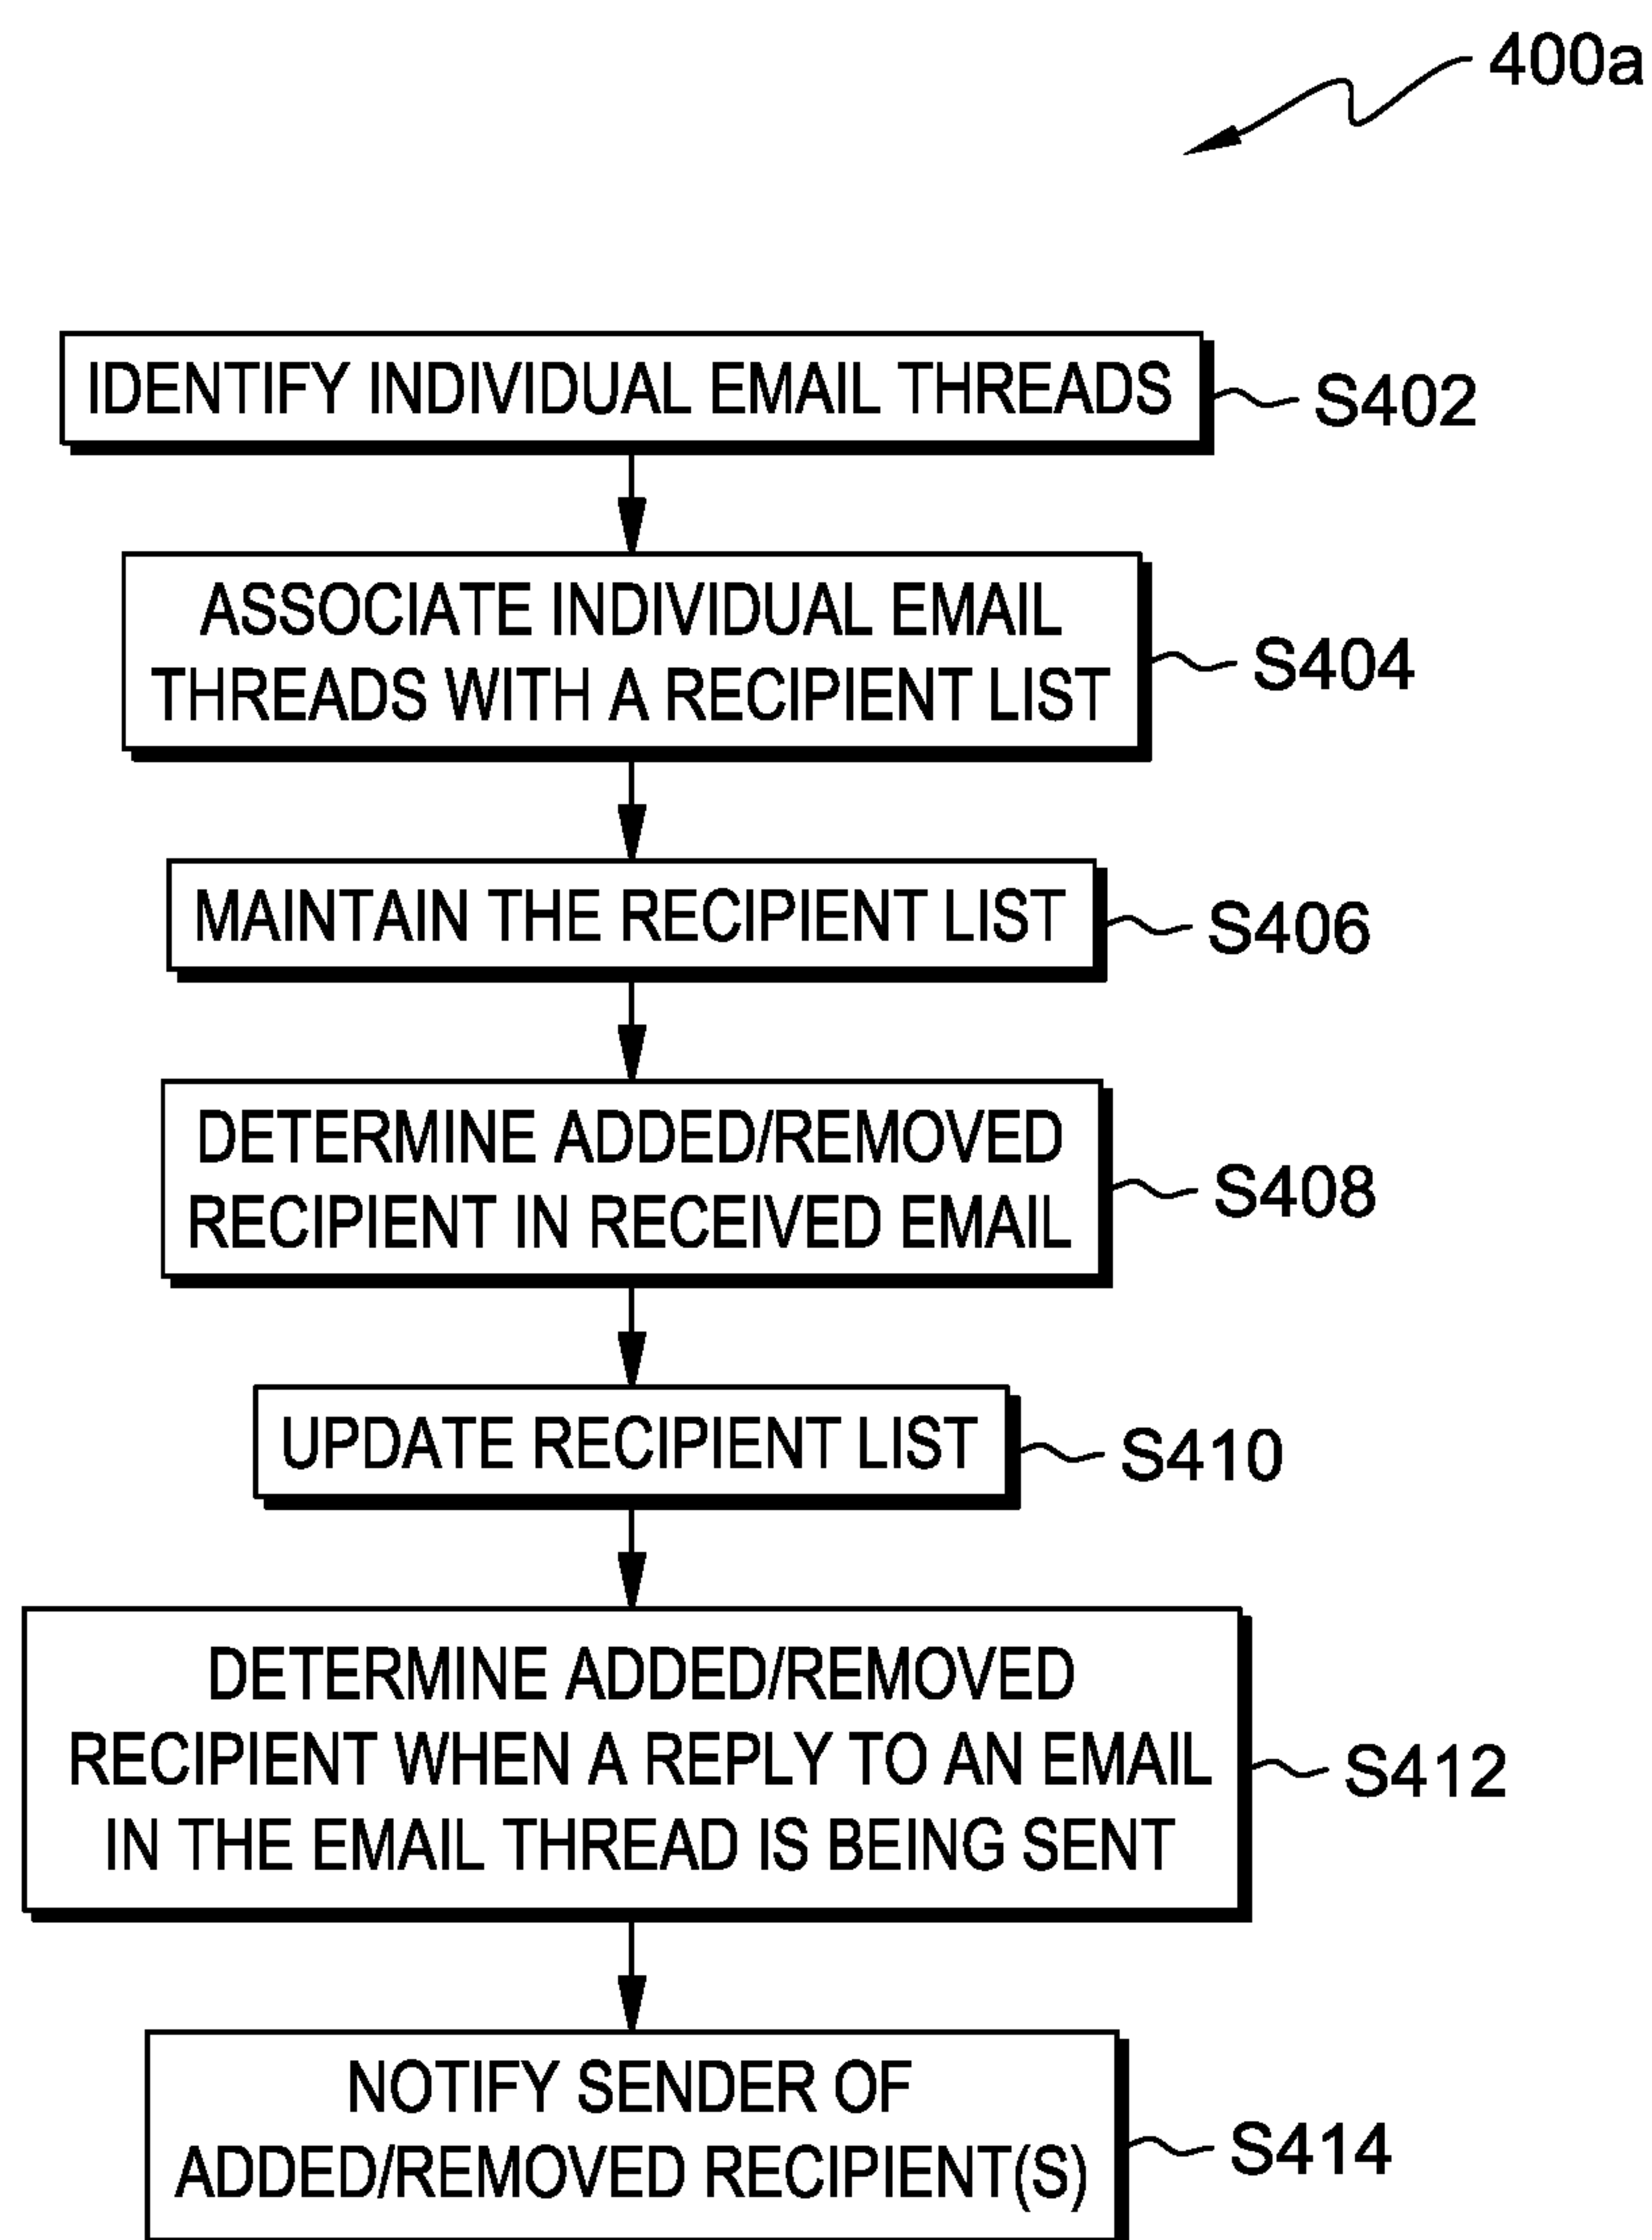 400a
IDENTIFY INDIVIDUAL EMAIL THREADS
S402
ASSOCIATE INDIVIDUAL EMAIL
THREADS WITH A RECIPIENT LIST
S404
MAINTAIN THE RECIPIENT LIST
S406
DETERMINE ADDED/REMOVED
RECIPIENT IN RECEIVED EMAIL
S408
UPDATE RECIPIENT LIST
S410
DETERMINE ADDED/REMOVED
RECIPIENT WHEN A REPLY TO AN EMAIL
IN THE EMAIL THREAD IS BEING SENT
S412
NOTIFY SENDER OF
ADDED/REMOVED RECIPIENT(S)
S414